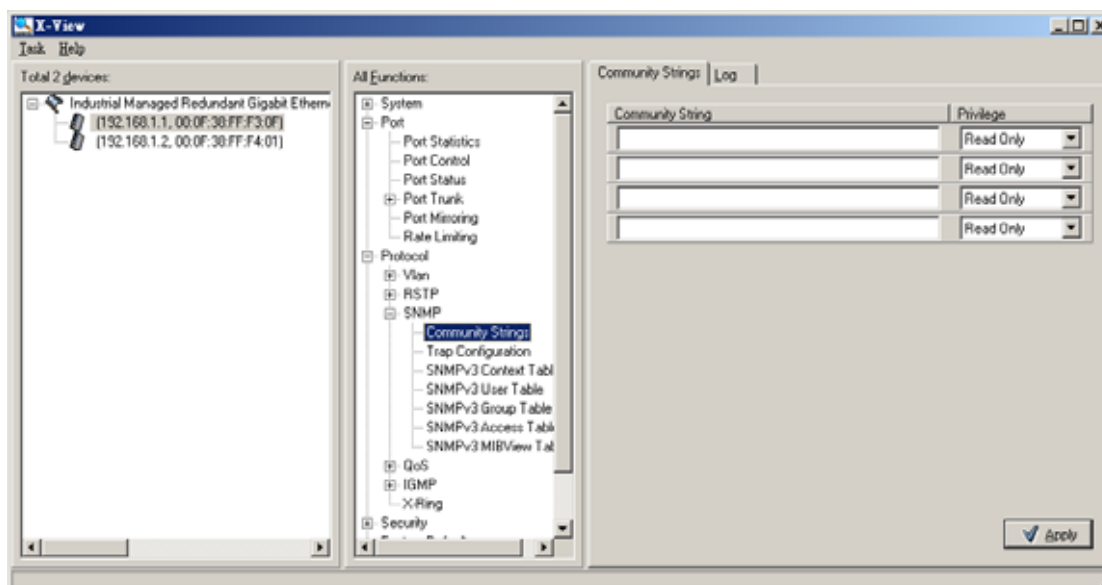 X-View
Task Help
Total 2 devices:
Industrial Managed Redundant Gigabit Ethern
(192.168.1.1, 00:0F:38:FF:F3:0F)
(192.168.1.2, 00:0F:38:FF:F4:01)
All Functions:
System
Port
Port Statistics
Port Control
Port Status
Port Trunk
Port Mirroring
Rate Limiting
Protocol
Vlan
RSTP
SNMP
Community Strings
Trap Configuration
SNMPv3 Context Tabl
SNMPv3 User Table
SNMPv3 Group Table
SNMPv3 Access Tabl
SNMPv3 MIBView Tal
QoS
IGMP
X-Ring
Security
Community Strings Log
Community String Privilege
Read Only
Read Only
Read Only
Read Only
Apply